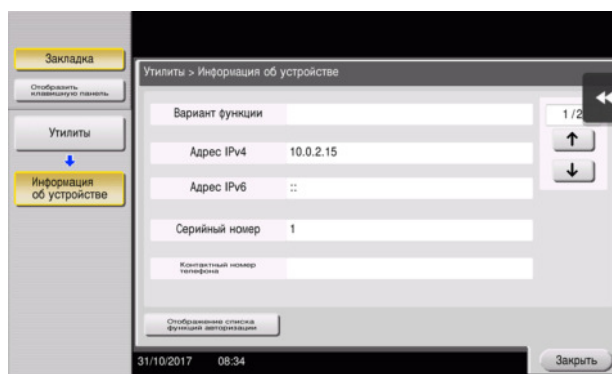 Закладка
Отобразить
клавишную панель
Утилиты
Информация
об устройстве
Утилиты > Информация об устройстве
Вариант функции
1/2
Адрес IPv4 10.0.2.15
Адрес IPv6 ::
Серийный номер 1
Контактный номер
телефона
Отображение списка
функций авторизации
31/10/2017 08:34
Закрыть